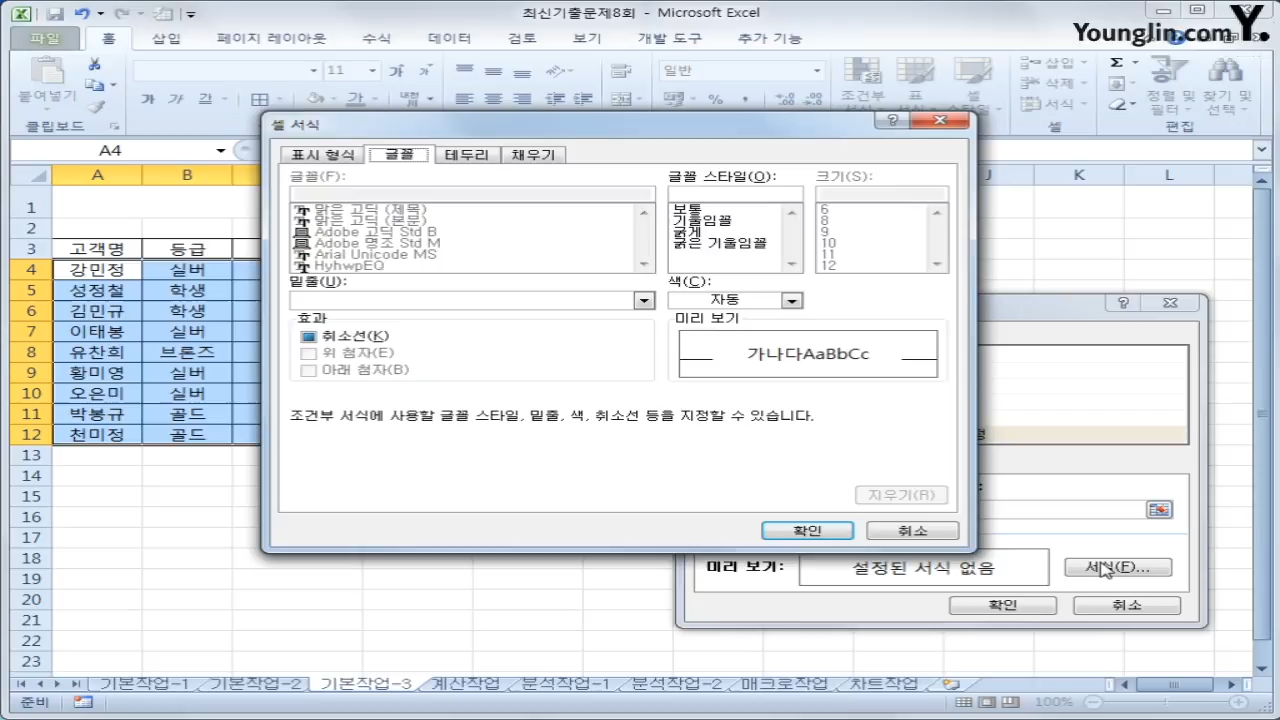 최신기출문제8회 - Microsoft Excel
Younglin.com Y.
파일 홈 삽입 페이지 레이아웃 수식 데이터 검토 보기 개발 도구 추가 기능
붙여넣기 11 가 가 일반 조건부 표 셀 삽입 Σ 정렬 및 찾기 및
가 가 가 가 내천 % , 삭제 필터 선택
서식
클립보드 셀 편집
A4
A B J K L
1
2
3 고객명 등급
4 강민정 실버
5 성정철 학생
6 김민규 학생
7 이태봉 실버
8 유찬희 브론즈
9 황미영 실버
10 오은미 실버
11 박봉규 골드
12 천미정 골드
13
14
15
16
17
18
19
20
21
22
23
셀 서식
표시 형식 글꼴 테두리 채우기
글꼴(F): 글꼴 스타일(O): 크기(S):
맑은 고딕 (제목) 보통 6
맑은 고딕 (본문) 기울임꼴 8
Adobe 고딕 Std B 굵게 9
Adobe 명조 Std M 굵은 기울임꼴 10
Arial Unicode MS 11
HyhwpEQ 12
밑줄(U): 색(C):
자동
효과 미리 보기
취소선(K)
위 첨자(E) 가나다AaBbCc
아래 첨자(B)
조건부 서식에 사용할 글꼴 스타일, 밑줄, 색, 취소선 등을 지정할 수 있습니다.
지우기(R)
확인 취소
미리 보기: 설정된 서식 없음 서식(F)...
확인 취소
기본작업-1 기본작업-2 기본작업-3 계산작업 분석작업-1 분석작업-2 매크로작업 차트작업
준비 100%